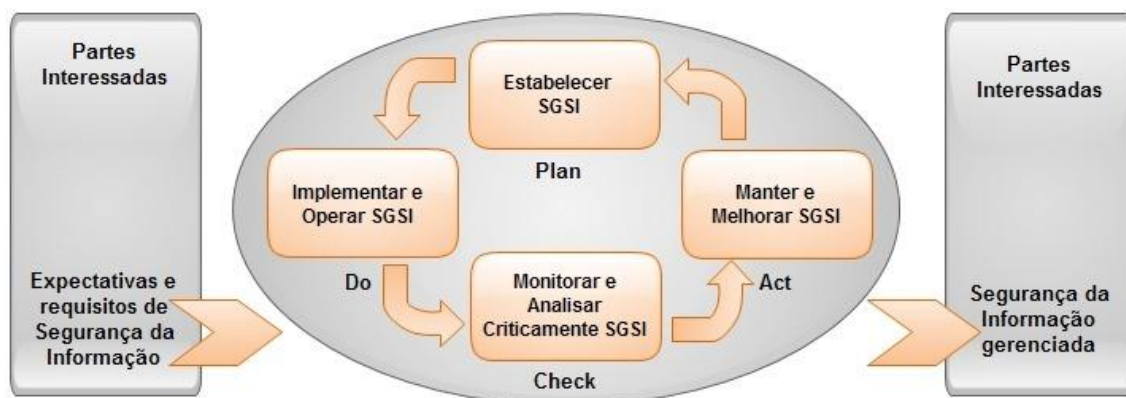 Partes
Interessadas
Expectativas e
requisitos de
Segurança da
Informação
Estabelecer
SGSI
Plan
Implementar e
Operar SGSI
Do
Monitorar e
Analisar
Criticamente SGSI
Check
Manter e
Melhorar SGSI
Act
Partes
Interessadas
Segurança da
Informação
gerenciada